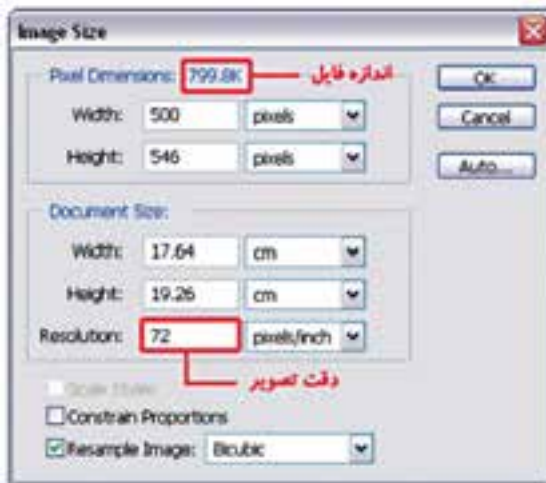 Image Size
Pixel Dimensions: 799.8K اندازه فایل
OK
Width: 500 pixels
Cancel
Height: 546 pixels
Auto...
Document Size:
Width: 17.64 cm
Height: 19.26 cm
Resolution: 72 pixels/inch
دقت تصویر
Scale Styles
Constrain Proportions
Resample Image: Bicubic